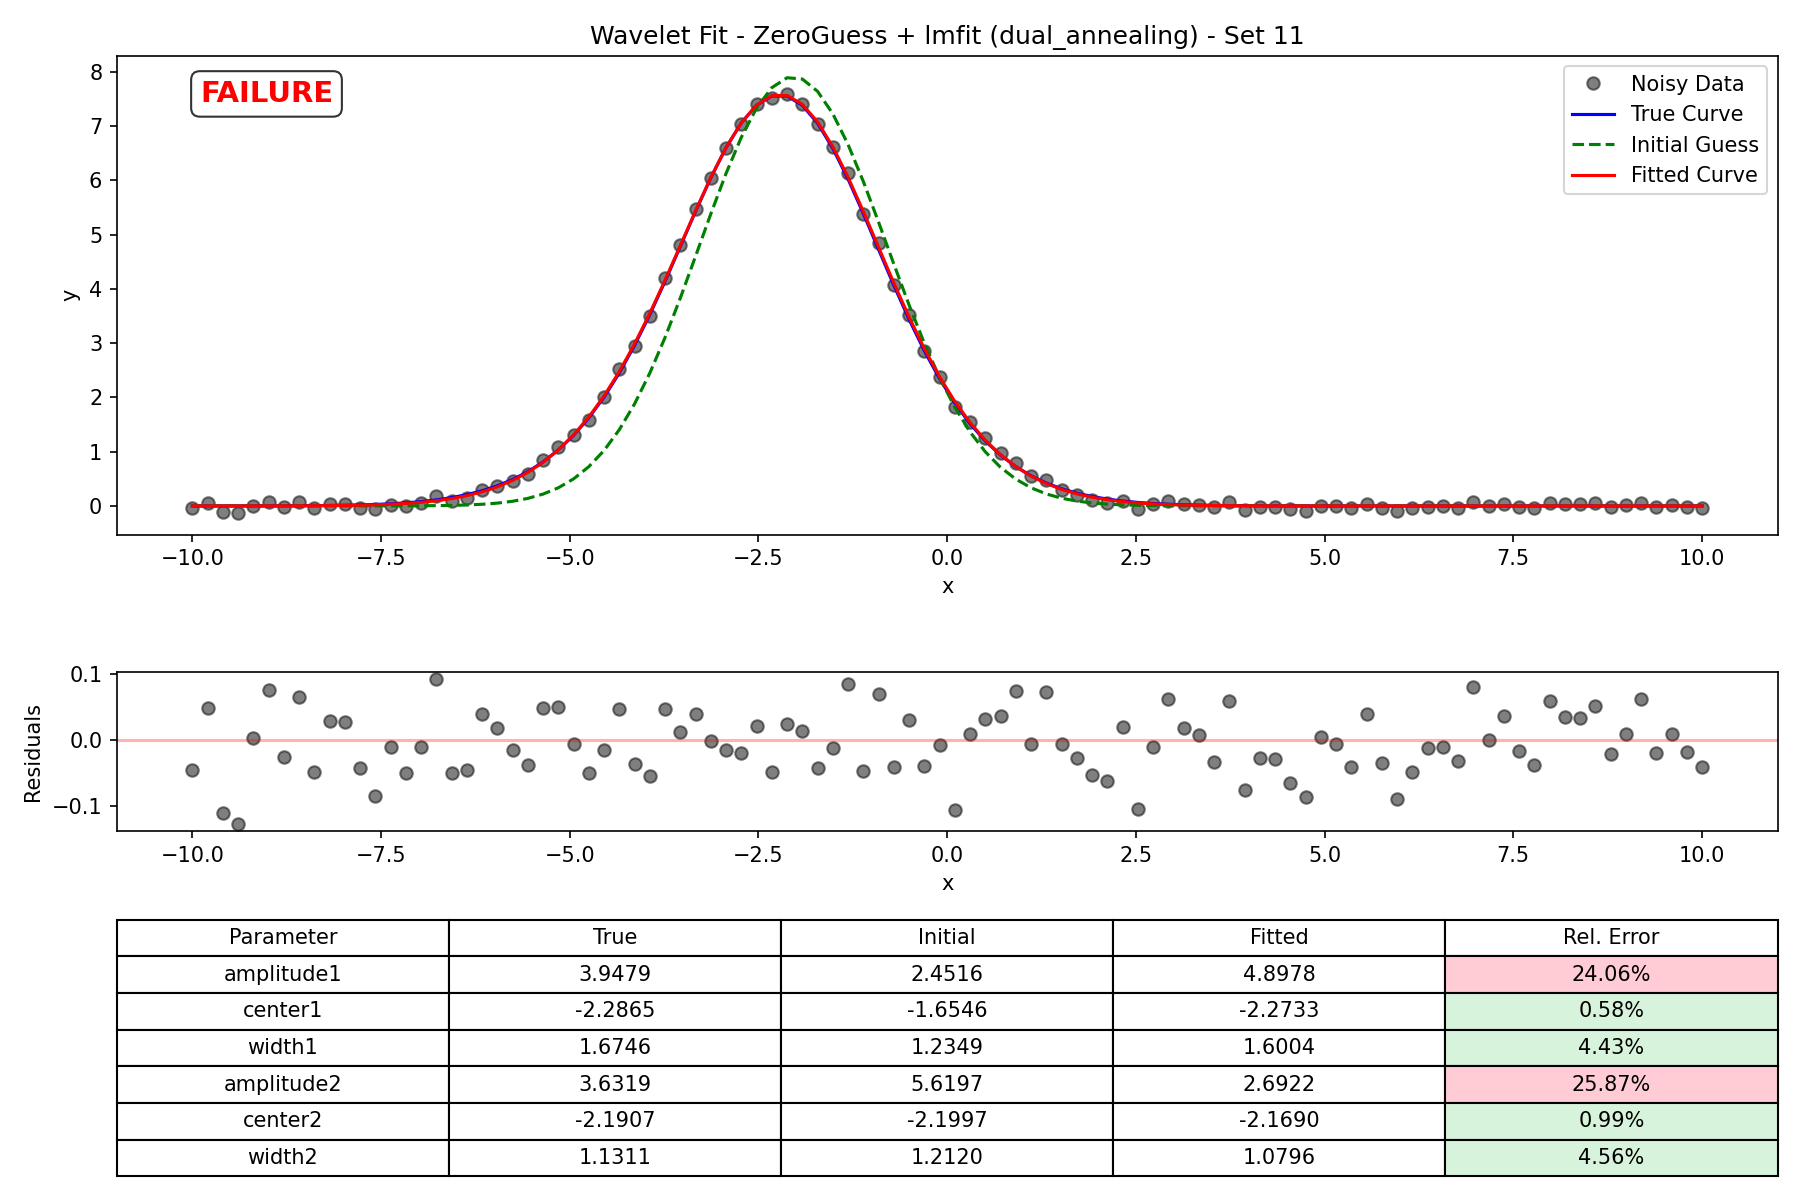 Wavelet Fit - ZeroGuess + lmfit (dual_annealing) - Set 11
FAILURE
Noisy Data
True Curve
Initial Guess
Fitted Curve
8
7
6
5
4
3
2
1
0
y
−10.0 −7.5 −5.0 −2.5 0.0 2.5 5.0 7.5 10.0
x
0.1
0.0
−0.1
Residuals
−10.0 −7.5 −5.0 −2.5 0.0 2.5 5.0 7.5 10.0
x
Parameter True Initial Fitted Rel. Error
amplitude1 3.9479 2.4516 4.8978 24.06%
center1 -2.2865 -1.6546 -2.2733 0.58%
width1 1.6746 1.2349 1.6004 4.43%
amplitude2 3.6319 5.6197 2.6922 25.87%
center2 -2.1907 -2.1997 -2.1690 0.99%
width2 1.1311 1.2120 1.0796 4.56%